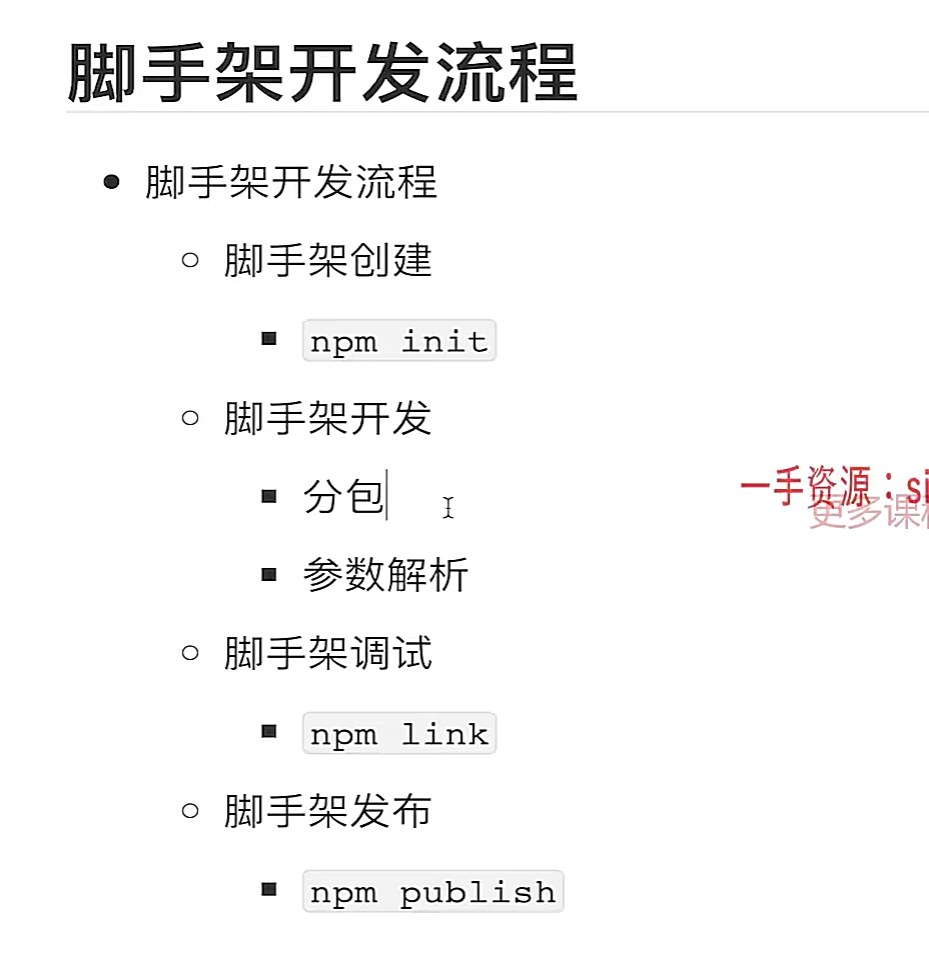 脚手架开发流程
脚手架开发流程
脚手架创建
npm init
脚手架开发
分包
一手资源：si
更多课程
参数解析
脚手架调试
npm link
脚手架发布
npm publish